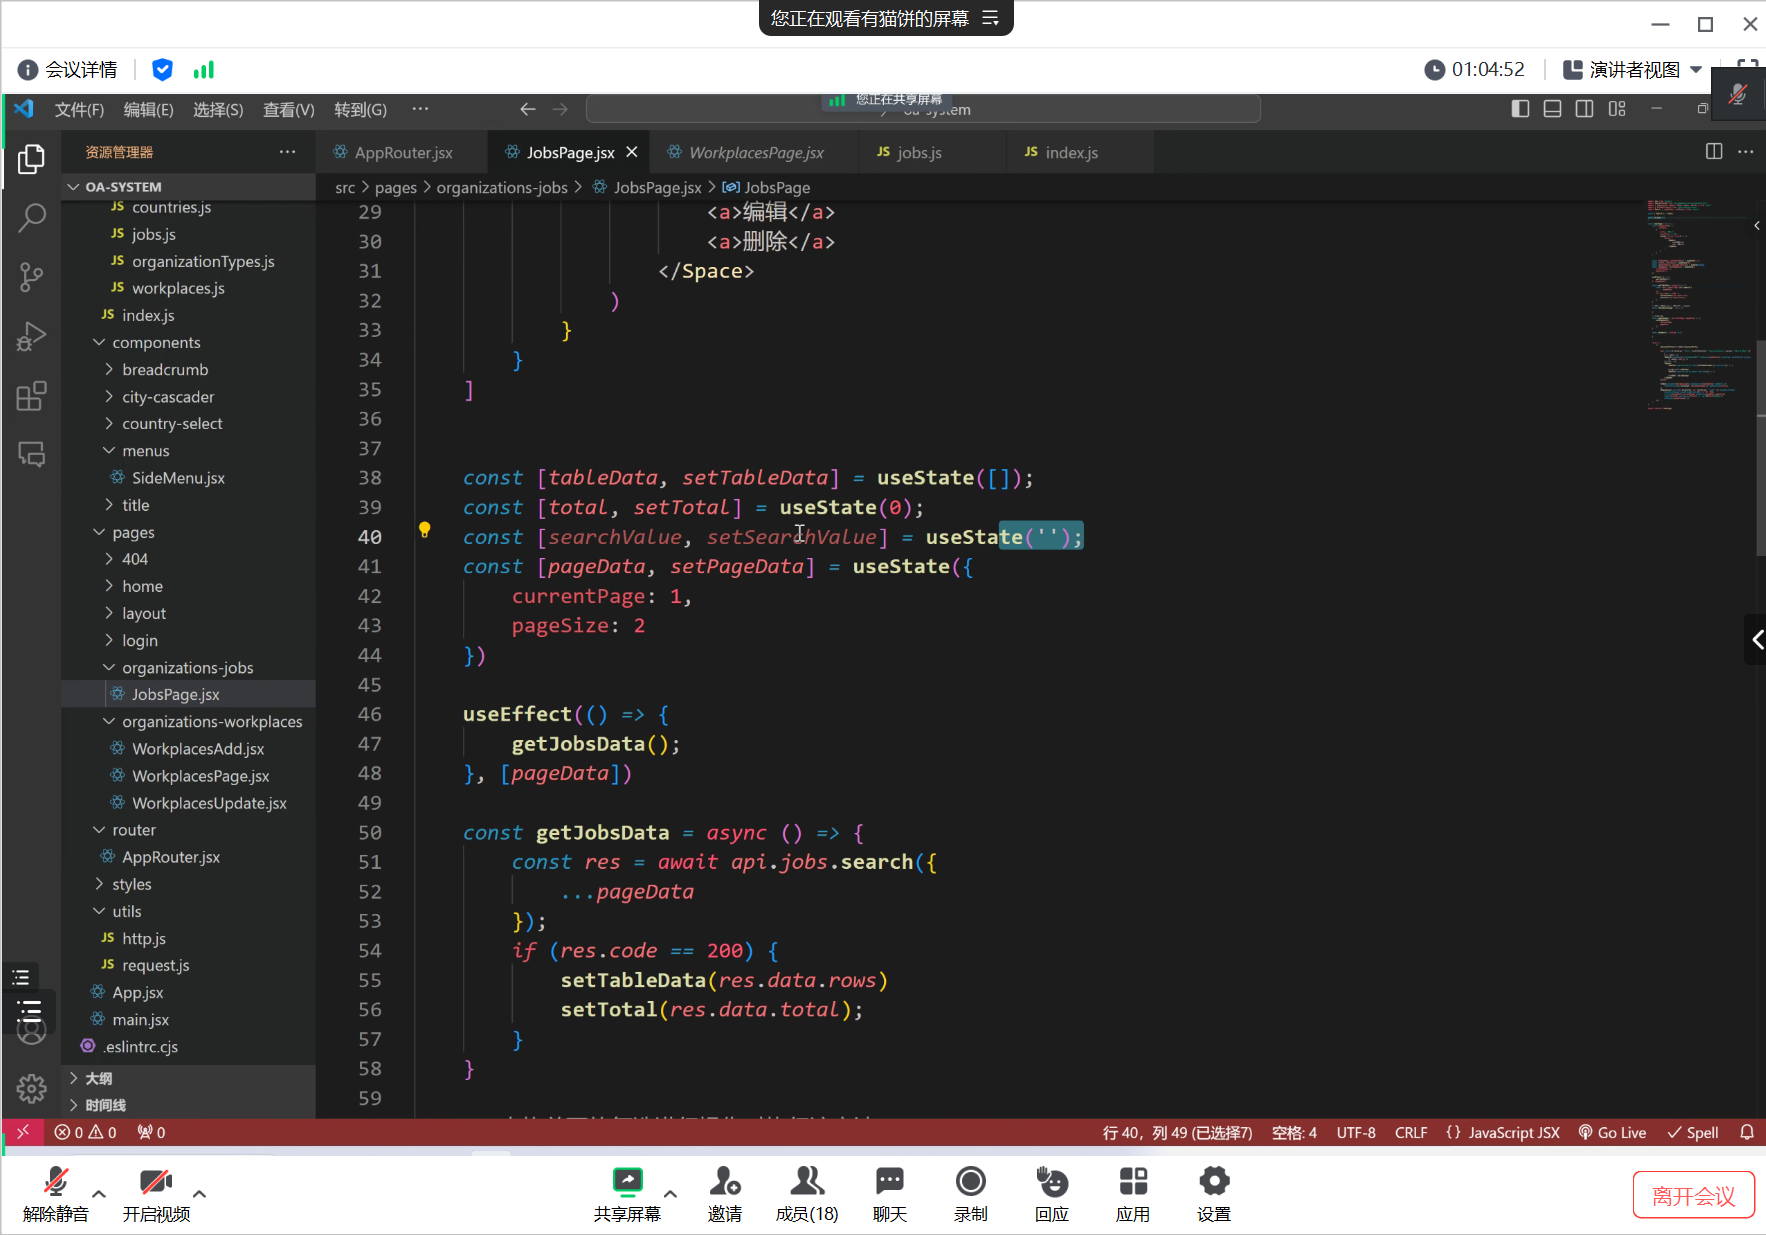 您正在观看有猫饼的屏幕
会议详情
01:04:52
演讲者视图
文件(F) 编辑(E) 选择(S) 查看(V) 转到(G) ···
您正在共享屏幕
oa-system
资源管理器 ···
AppRouter.jsx
JobsPage.jsx
WorkplacesPage.jsx
JS jobs.js
JS index.js
OA-SYSTEM
src > pages > organizations-jobs > JobsPage.jsx > JobsPage
JS countries.js
JS jobs.js
JS organizationTypes.js
JS workplaces.js
JS index.js
components
breadcrumb
city-cascader
country-select
menus
SideMenu.jsx
title
pages
404
home
layout
login
organizations-jobs
JobsPage.jsx
organizations-workplaces
WorkplacesAdd.jsx
WorkplacesPage.jsx
WorkplacesUpdate.jsx
router
AppRouter.jsx
styles
utils
JS http.js
JS request.js
App.jsx
main.jsx
.eslintrc.cjs
大纲
时间线
29 <a>编辑</a>
30 <a>删除</a>
31 </Space>
32 )
33 }
34 }
35 ]
36
37
38 const [tableData, setTableData] = useState([]);
39 const [total, setTotal] = useState(0);
40 const [searchValue, setSearchValue] = useState('');
41 const [pageData, setPageData] = useState({
42 currentPage: 1,
43 pageSize: 2
44 })
45
46 useEffect(() => {
47 getJobsData();
48 }, [pageData])
49
50 const getJobsData = async () => {
51 const res = await api.jobs.search({
52 ...pageData
53 });
54 if (res.code == 200) {
55 setTableData(res.data.rows)
56 setTotal(res.data.total);
57 }
58 }
59
0 0 0
行 40，列 49 (已选择7) 空格: 4 UTF-8 CRLF {} JavaScript JSX Go Live Spell
解除静音
开启视频
共享屏幕
邀请
成员(18)
聊天
录制
回应
应用
设置
离开会议